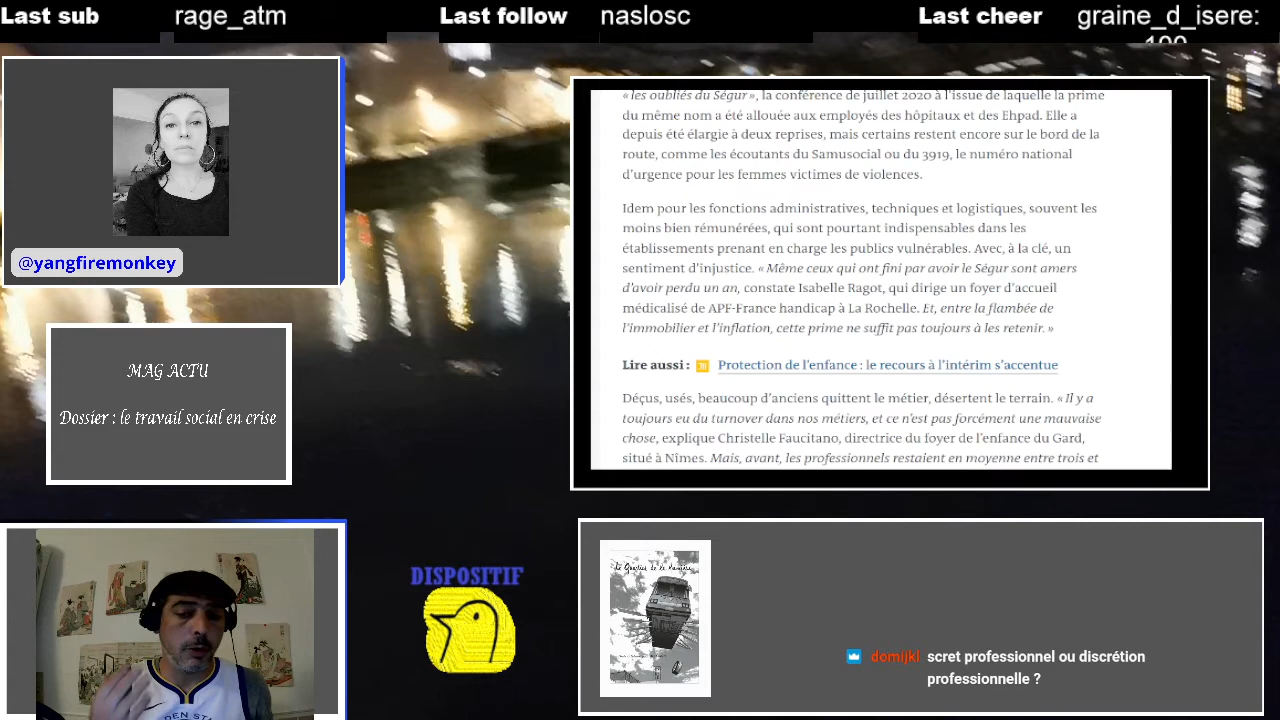 Last sub
rage_atm
Last follow
naslosc
Last cheer
graine_d_isere:
100
@yangfiremonkey
MAG ACTU
Dossier : le travail social en crise
« les oubliés du Ségur », la conférence de juillet 2020 à l'issue de laquelle la prime
du même nom a été allouée aux employés des hôpitaux et des Ehpad. Elle a
depuis été élargie à deux reprises, mais certains restent encore sur le bord de la
route, comme les écoutants du Samusocial ou du 3919, le numéro national
d'urgence pour les femmes victimes de violences.
Idem pour les fonctions administratives, techniques et logistiques, souvent les
moins bien rémunérées, qui sont pourtant indispensables dans les
établissements prenant en charge les publics vulnérables. Avec, à la clé, un
sentiment d'injustice. « Même ceux qui ont fini par avoir le Ségur sont amers
d'avoir perdu un an, constate Isabelle Ragot, qui dirige un foyer d'accueil
médicalisé de APF-France handicap à La Rochelle. Et, entre la flambée de
l'immobilier et l'inflation, cette prime ne suffit pas toujours à les retenir. »
Lire aussi : Protection de l'enfance : le recours à l'intérim s'accentue
Déçus, usés, beaucoup d'anciens quittent le métier, désertent le terrain. « Il y a
toujours eu du turnover dans nos métiers, et ce n'est pas forcément une mauvaise
chose, explique Christelle Faucitano, directrice du foyer de l'enfance du Gard,
situé à Nîmes. Mais, avant, les professionnels restaient en moyenne entre trois et
DISPOSITIF
domijkl scret professionnel ou discrétion
professionnelle ?